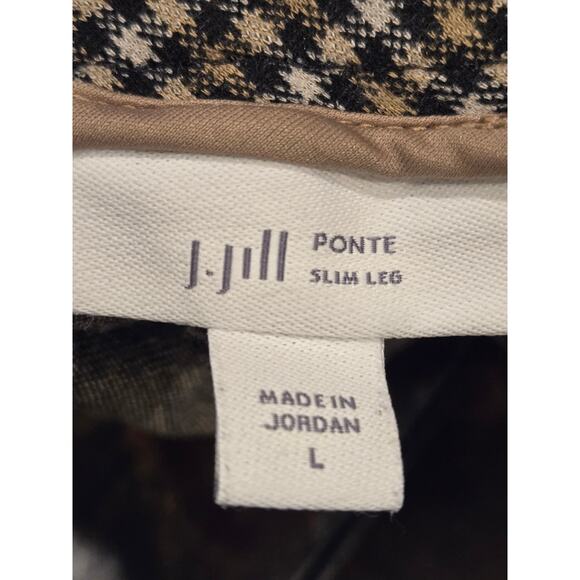 J.Jill PONTE
SLIM LEG
MADE IN
JORDAN
L